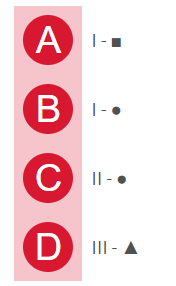 A I - ■
B I - ●
C II - ●
D III - ▲